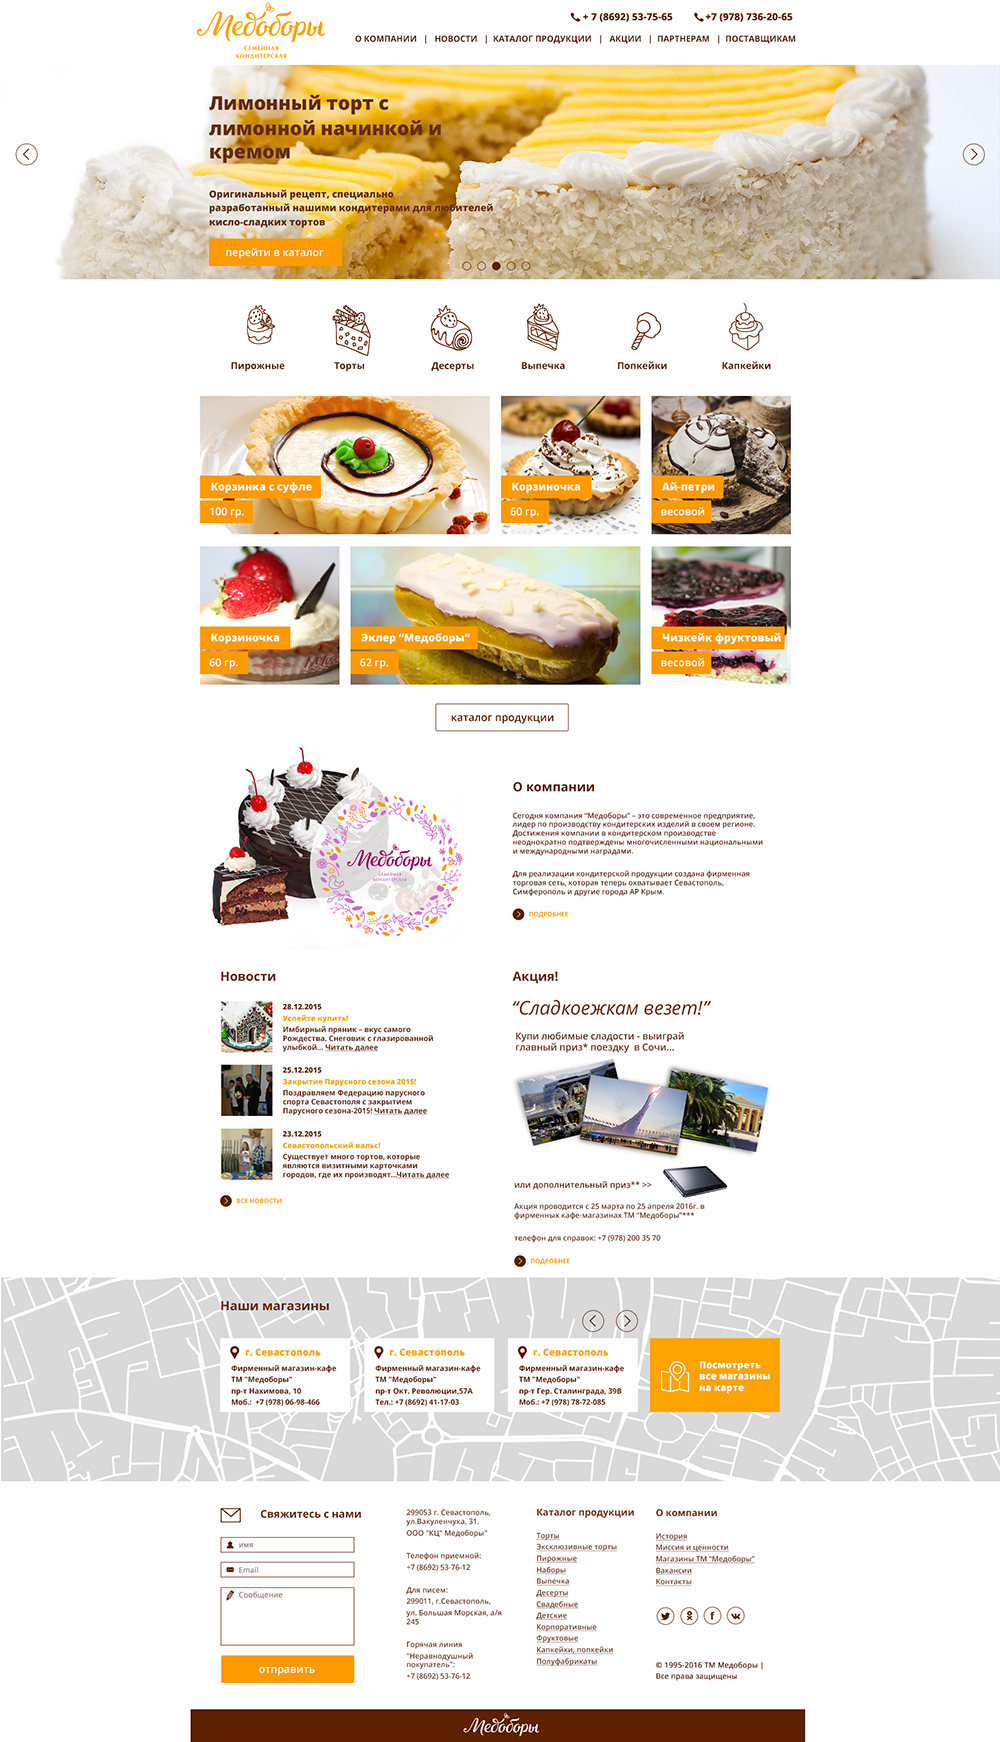 Медоборы
СЕМЕЙНАЯ
КОНДИТЕРСКАЯ
+ 7 (8692) 53-75-65
+7 (978) 736-20-65
О КОМПАНИИ | НОВОСТИ | КАТАЛОГ ПРОДУКЦИИ | АКЦИИ | ПАРТНЕРАМ | ПОСТАВЩИКАМ
Лимонный торт с
лимонной начинкой и
кремом
Оригинальный рецепт, специально
разработанный нашими кондитерами для любителей
кисло-сладких тортов
перейти в каталог
Пирожные
Торты
Десерты
Выпечка
Попкейки
Капкейки
Корзинка с суфле
100 гр.
Корзиночка
60 гр.
Ай-петри
весовой
Корзиночка
60 гр.
Эклер “Медоборы”
62 гр.
Чизкейк фруктовый
весовой
каталог продукции
Медоборы
СЕМЕЙНАЯ
КОНДИТЕРСКАЯ
О компании
Сегодня компания “Медоборы” – это современное предприятие,
лидер по производству кондитерских изделий в своем регионе.
Достижения компании в кондитерском производстве
неоднократно подтверждены многочисленными национальными
и международными наградами.
Для реализации кондитерской продукции создана фирменная
торговая сеть, которая теперь охватывает Севастополь,
Симферополь и другие города АР Крым.
ПОДРОБНЕЕ
Новости
28.12.2015
Успейте купить!
Имбирный пряник – вкус самого
Рождества. Снеговик с глазированной
улыбкой... Читать далее
25.12.2015
Закрытие Парусного сезона 2015!
Поздравляем Федерацию парусного
спорта Севастополя с закрытием
Парусного сезона-2015! Читать далее
23.12.2015
Севастопольский вальс!
Существует много тортов, которые
являются визитными карточками
городов, где их производят...Читать далее
ВСЕ НОВОСТИ
Акция!
“Сладкоежкам везет!”
Купи любимые сладости - выиграй
главный приз* поездку в Сочи...
или дополнительный приз** >>
Акция проводится с 25 марта по 25 апреля 2016г. в
фирменных кафе-магазинах ТМ “Медоборы”***
телефон для справок: +7 (978) 200 35 70
ПОДРОБНЕЕ
Наши магазины
г. Севастополь
Фирменный магазин-кафе
ТМ "Медоборы"
пр-т Нахимова, 10
Моб.: +7 (978) 06-98-466
г. Севастополь
Фирменный магазин-кафе
ТМ "Медоборы"
пр-т Окт. Революции,57А
Тел.: +7 (8692) 41-17-03
г. Севастополь
Фирменный магазин-кафе
ТМ "Медоборы"
пр-т Гер. Сталинграда, 39В
Моб.: +7 (978) 78-72-085
Посмотреть
все магазины
на карте
Свяжитесь с нами
имя
Email
Сообщение
отправить
299053 г. Севастополь,
ул.Вакуленчука, 31.
ООО "КЦ" Медоборы"
Телефон приемной:
+7 (8692) 53-76-12
Для писем:
299011, г.Севастополь,
ул. Большая Морская, а/я
245
Горячая линия
"Неравнодушный
покупатель":
+7 (8692) 53-76-12
Каталог продукции
Торты
Эксклюзивные торты
Пирожные
Наборы
Выпечка
Десерты
Свадебные
Детские
Корпоративные
Фруктовые
Капкейки, попкейки
Полуфабрикаты
О компании
История
Миссия и ценности
Магазины ТМ "Медоборы"
Вакансии
Контакты
© 1995-2016 ТМ Медоборы |
Все права защищены
Медоборы